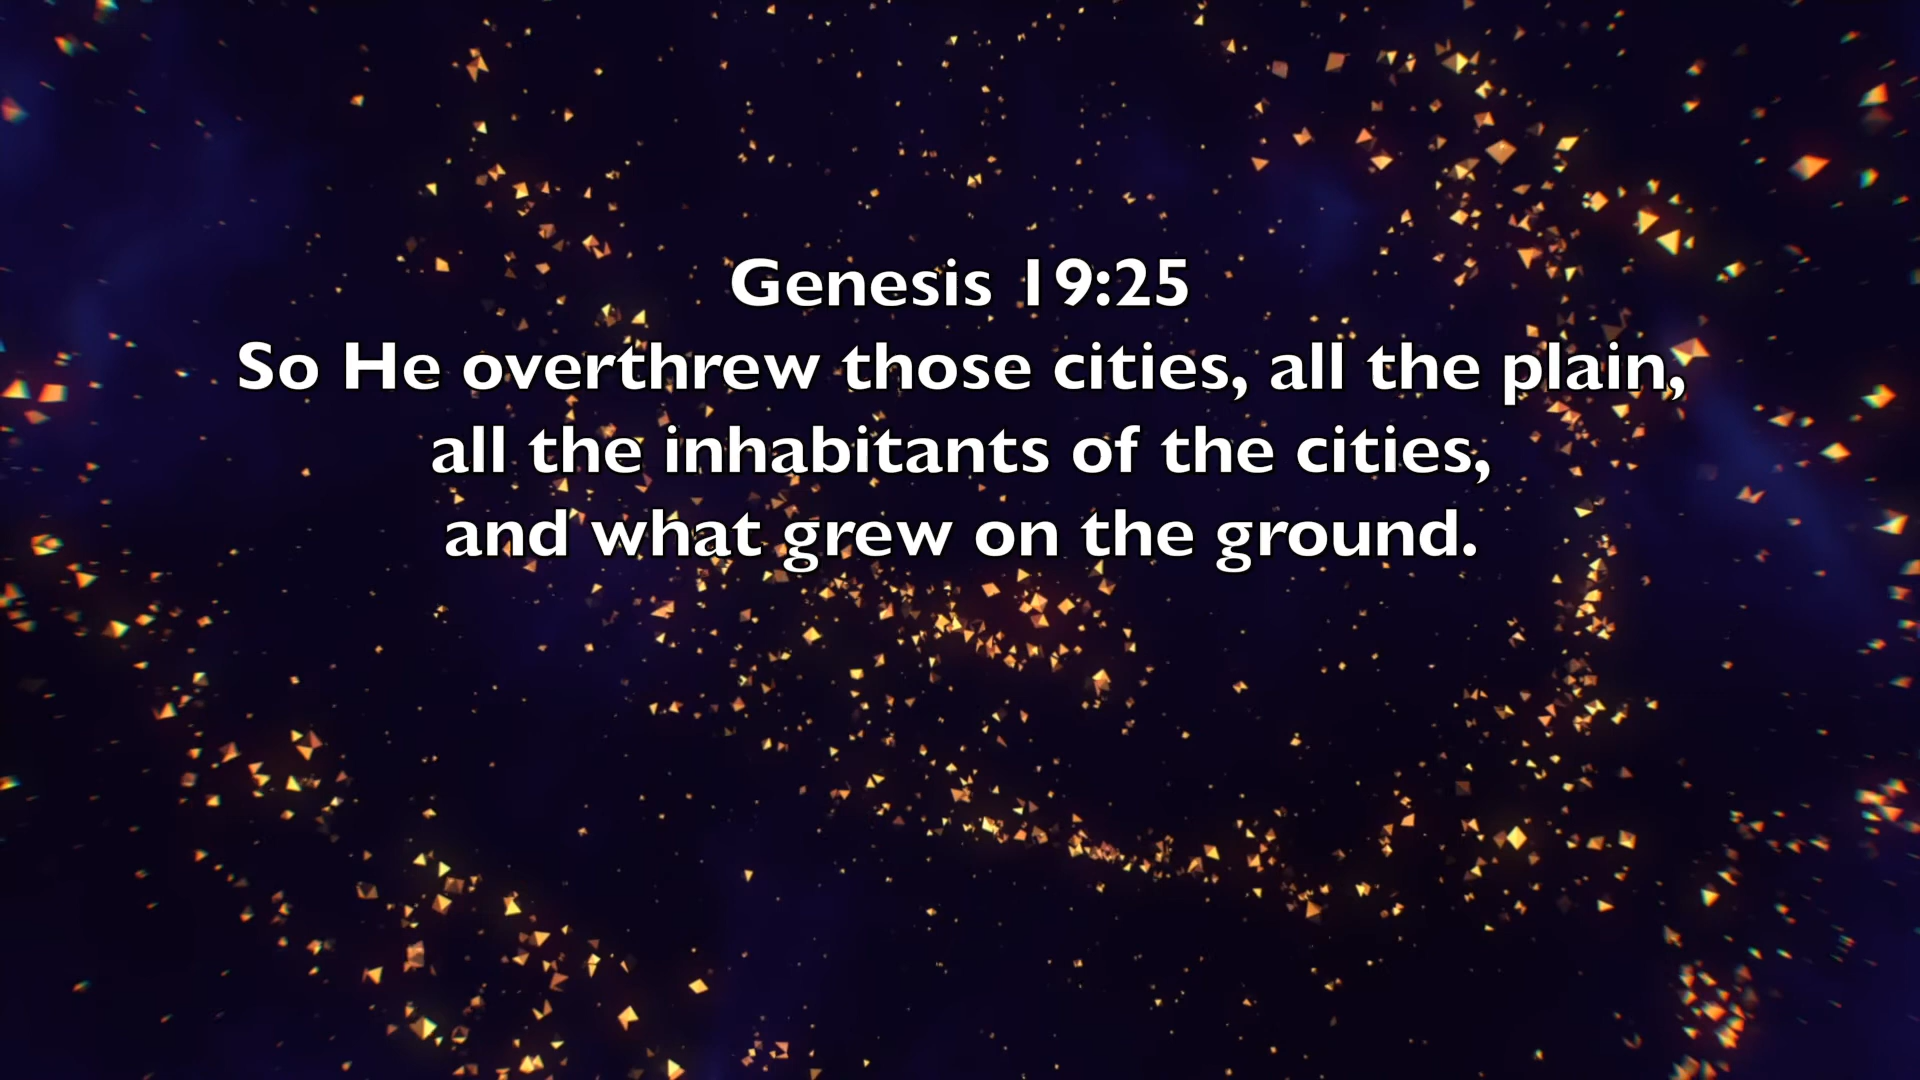 Genesis 19:25
So He overthrew those cities, all the plain,
all the inhabitants of the cities,
and what grew on the ground.